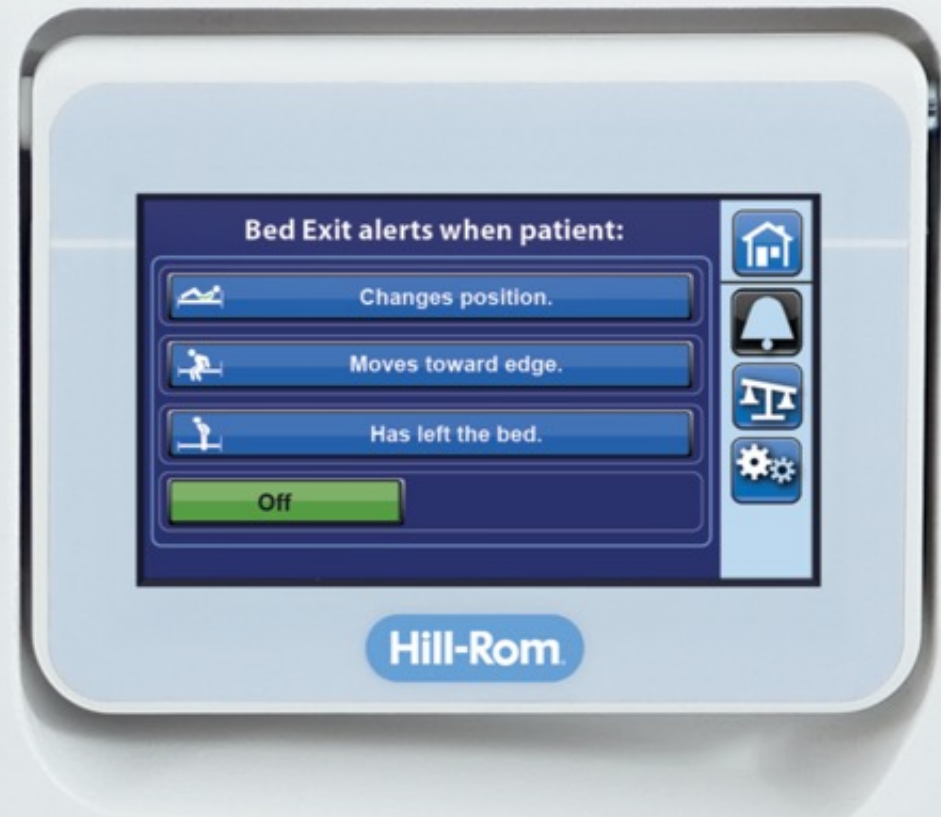 Bed Exit alerts when patient:
Changes position.
Moves toward edge.
Has left the bed.
Off
Hill-Rom